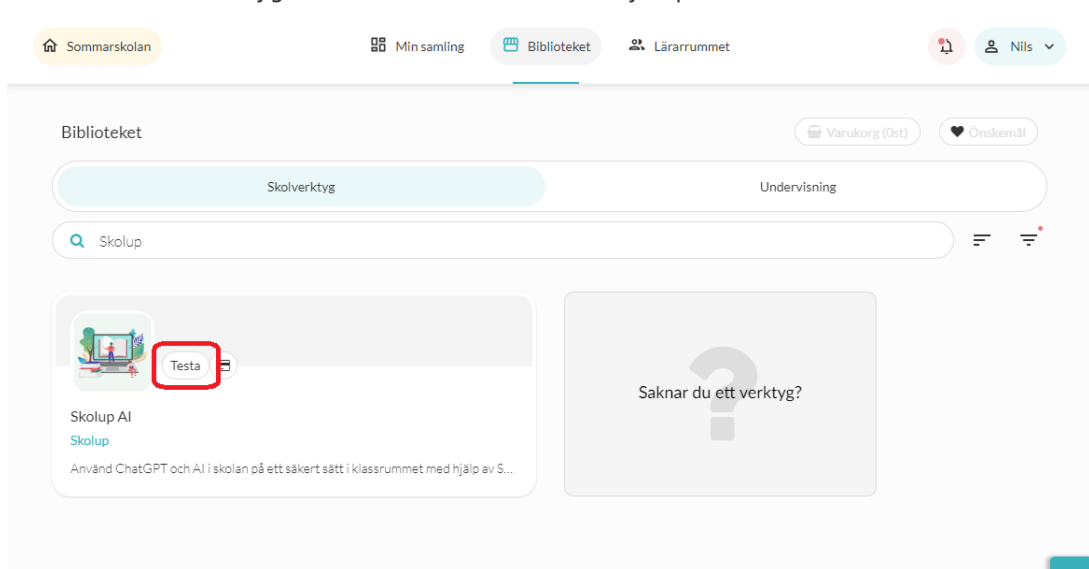 Sommarskolan
Min samling
Biblioteket
Lärarrummet
Nils
Biblioteket
Varukorg (0st)
Önskemål
Skolverktyg
Undervisning
Skolup
Testa
Skolup AI
Skolup
Använd ChatGPT och AI i skolan på ett säkert sätt i klassrummet med hjälp av S...
?
Saknar du ett verktyg?